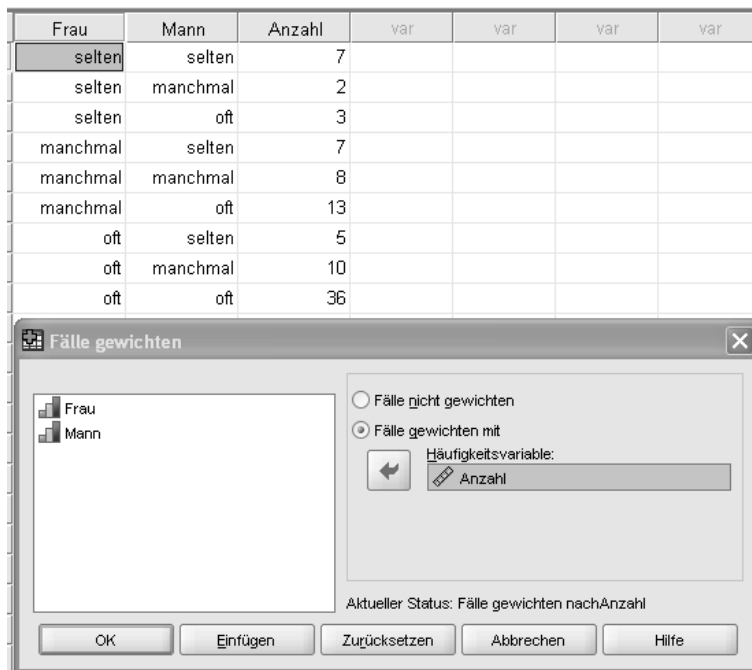 Frau Mann Anzahl var var var var
selten selten 7
selten manchmal 2
selten oft 3
manchmal selten 7
manchmal manchmal 8
manchmal oft 13
oft selten 5
oft manchmal 10
oft oft 36
Fälle gewichten
Frau
Mann
Fälle nicht gewichten
Fälle gewichten mit
Häufigkeitsvariable:
Anzahl
Aktueller Status: Fälle gewichten nachAnzahl
OK Einfügen Zurücksetzen Abbrechen Hilfe